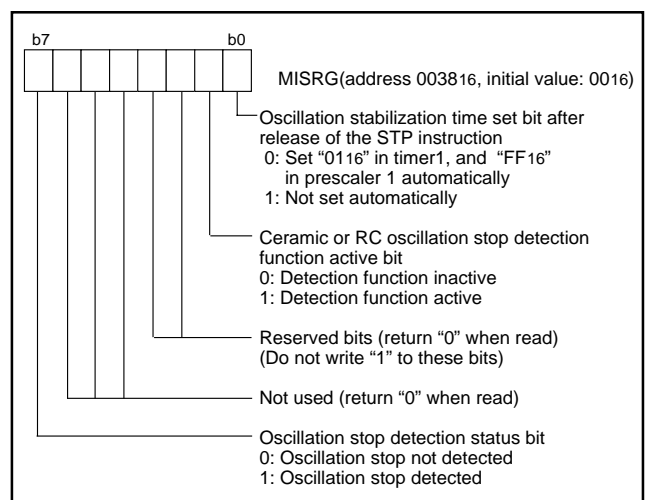 b7 b0
MISRG(address 003816, initial value: 0016)
Oscillation stabilization time set bit after
release of the STP instruction
0: Set “0116” in timer1, and “FF16”
in prescaler 1 automatically
1: Not set automatically
Ceramic or RC oscillation stop detection
function active bit
0: Detection function inactive
1: Detection function active
Reserved bits (return “0” when read)
(Do not write “1” to these bits)
Not used (return “0” when read)
Oscillation stop detection status bit
0: Oscillation stop not detected
1: Oscillation stop detected